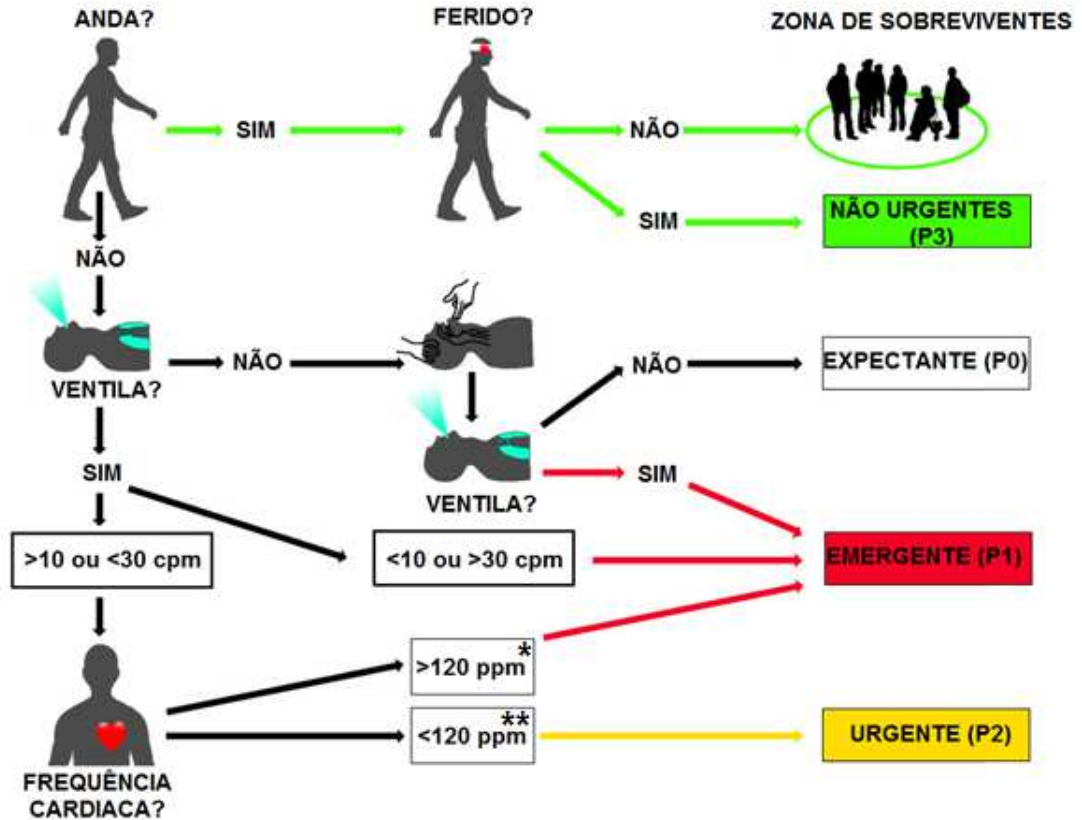 ANDA?
FERIDO?
ZONA DE SOBREVIVENTES
SIM
NÃO
SIM
NÃO URGENTES
(P3)
NÃO
VENTILA?
NÃO
NÃO
EXPECTANTE (P0)
SIM
VENTILA?
SIM
>10 ou <30 cpm
<10 ou >30 cpm
EMERGENTE (P1)
>120 ppm*
<120 ppm**
URGENTE (P2)
FREQUÊNCIA
CARDIACA?